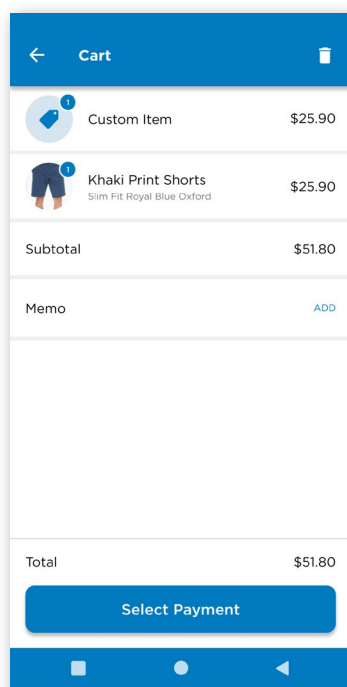 Cart
1
Custom Item $25.90
1
Khaki Print Shorts $25.90
Slim Fit Royal Blue Oxford
Subtotal $51.80
Memo ADD
Total $51.80
Select Payment